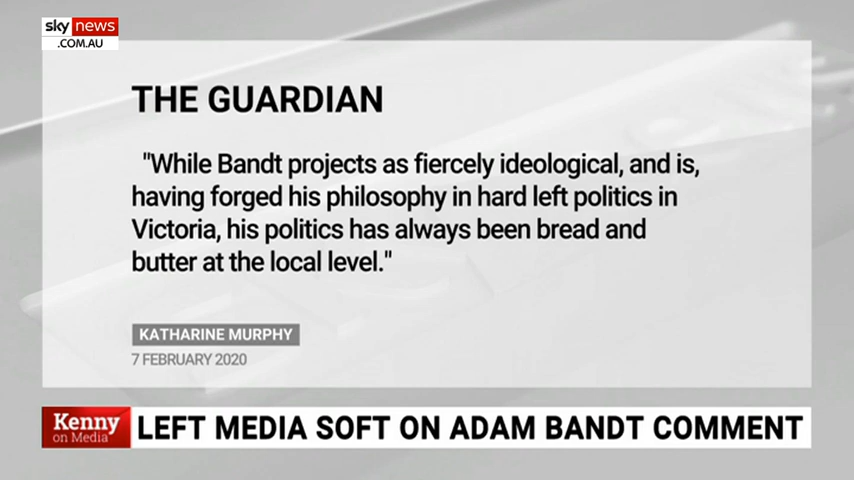 sky news
.COM.AU
THE GUARDIAN
"While Bandt projects as fiercely ideological, and is,
having forged his philosophy in hard left politics in
Victoria, his politics has always been bread and
butter at the local level."
KATHARINE MURPHY
7 FEBRUARY 2020
Kenny
on Media
LEFT MEDIA SOFT ON ADAM BANDT COMMENT